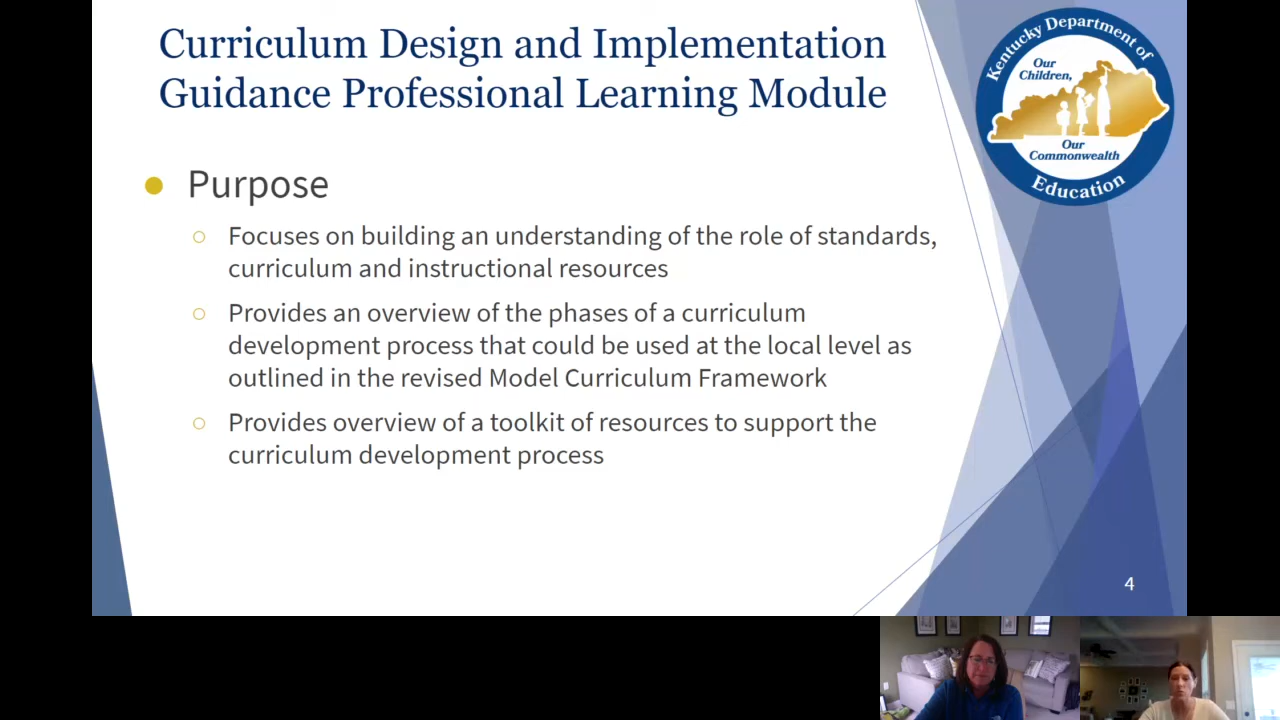 Curriculum Design and Implementation
Guidance Professional Learning Module
Kentucky Department of
Our
Children,
Our
Commonwealth
Education
Purpose
Focuses on building an understanding of the role of standards,
curriculum and instructional resources
Provides an overview of the phases of a curriculum
development process that could be used at the local level as
outlined in the revised Model Curriculum Framework
Provides overview of a toolkit of resources to support the
curriculum development process
4